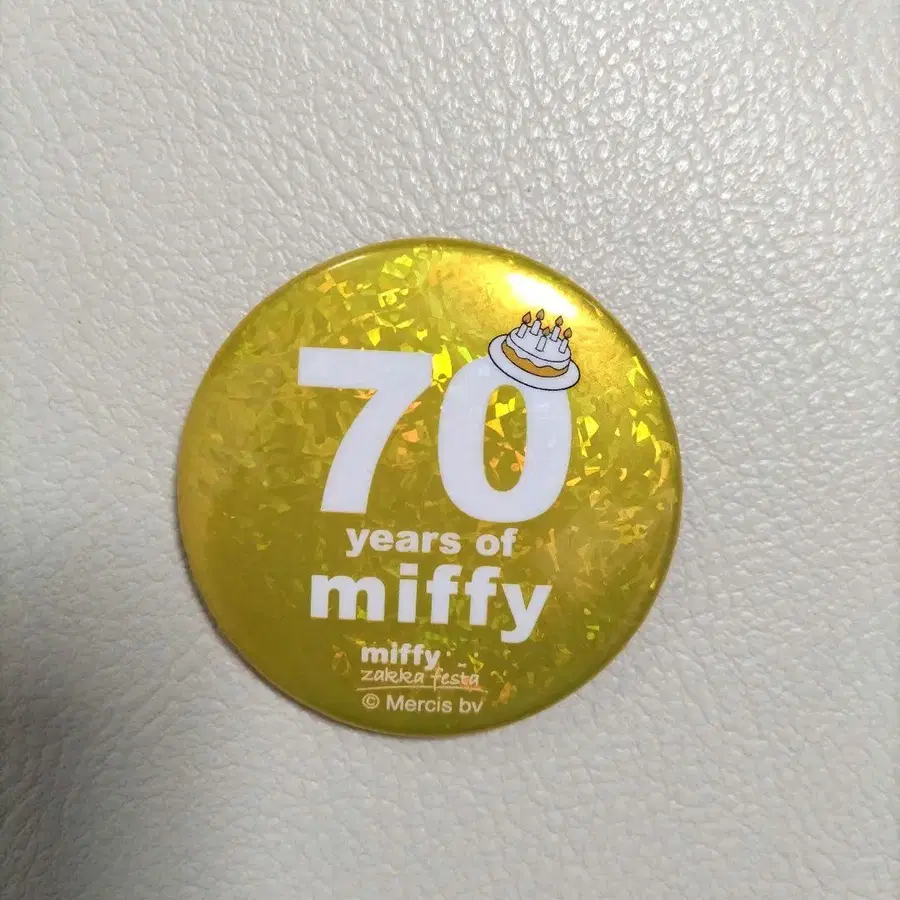 70
years of
miffy
miffy
zakka festa
© Mercis bv